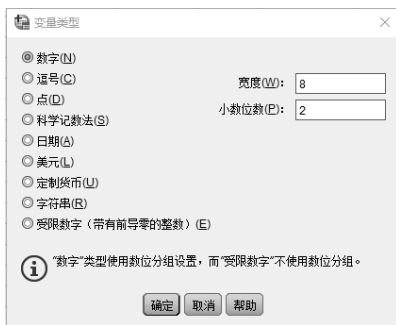 变量类型
数字(N)
逗号(C)
点(D)
科学记数法(S)
日期(A)
美元(L)
定制货币(U)
字符串(R)
受限数字（带有前导零的整数）(E)
宽度(W)： 8
小数位数(P)： 2
“数字”类型使用数位分组设置，而“受限数字”不使用数位分组。
确定 取消 帮助